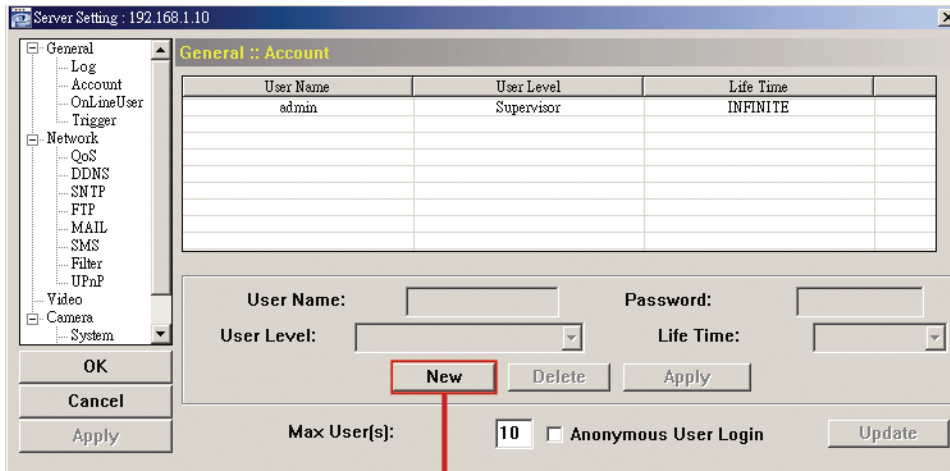 Server Setting : 192.168.1.10
General
Log
Account
OnLineUser
Trigger
Network
QoS
DDNS
SNTP
FTP
MAIL
SMS
Filter
UPnP
Video
Camera
System
OK
Cancel
Apply
General :: Account
User Name User Level Life Time
admin Supervisor INFINITE
User Name: Password:
User Level: Life Time:
New Delete Apply
Max User(s): 10 Anonymous User Login Update